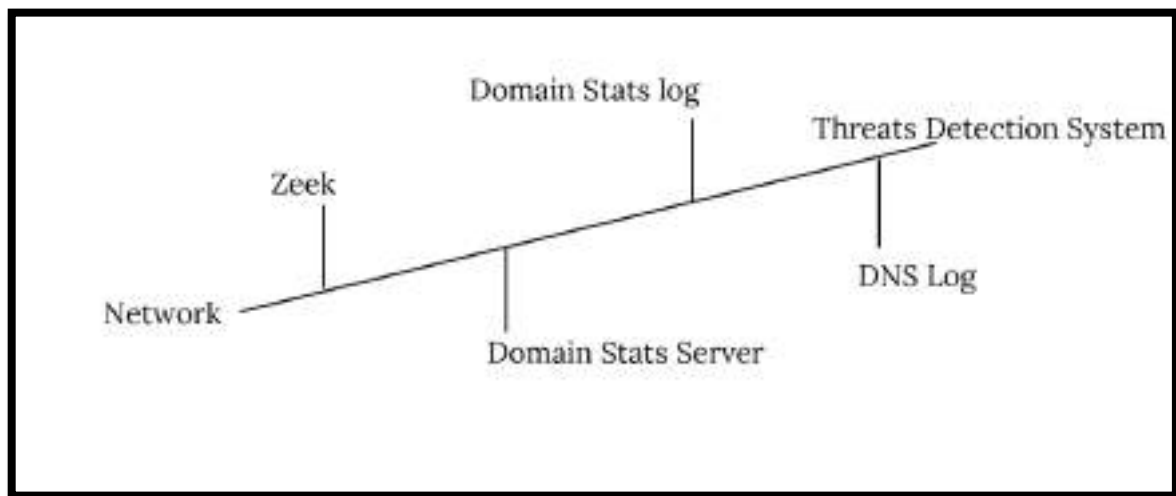 Domain Stats log
Threats Detection System
Zeek
DNS Log
Network
Domain Stats Server